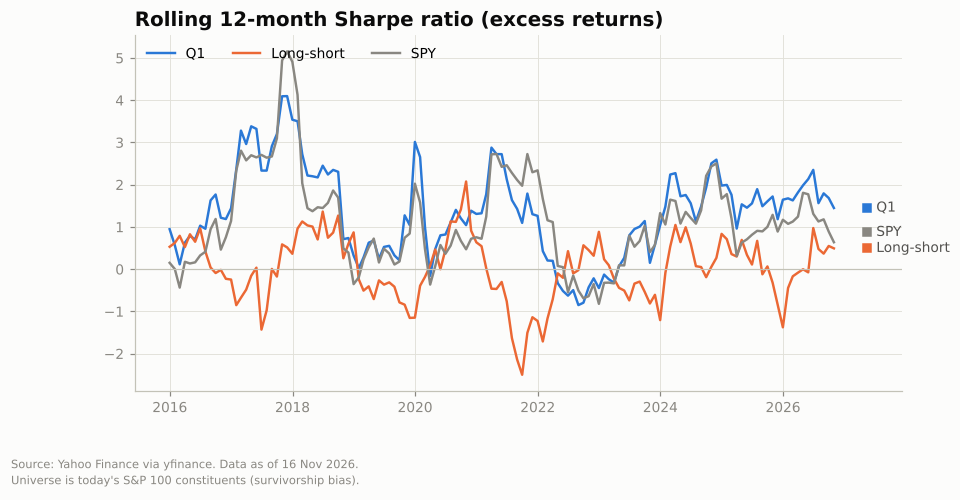 Rolling 12-month Sharpe ratio (excess returns)
Q1 Long-short SPY
5
4
3
2
1
0
−1
−2
Q1
SPY
Long-short
2016 2018 2020 2022 2024 2026
Source: Yahoo Finance via yfinance. Data as of 16 Nov 2026.
Universe is today's S&P 100 constituents (survivorship bias).